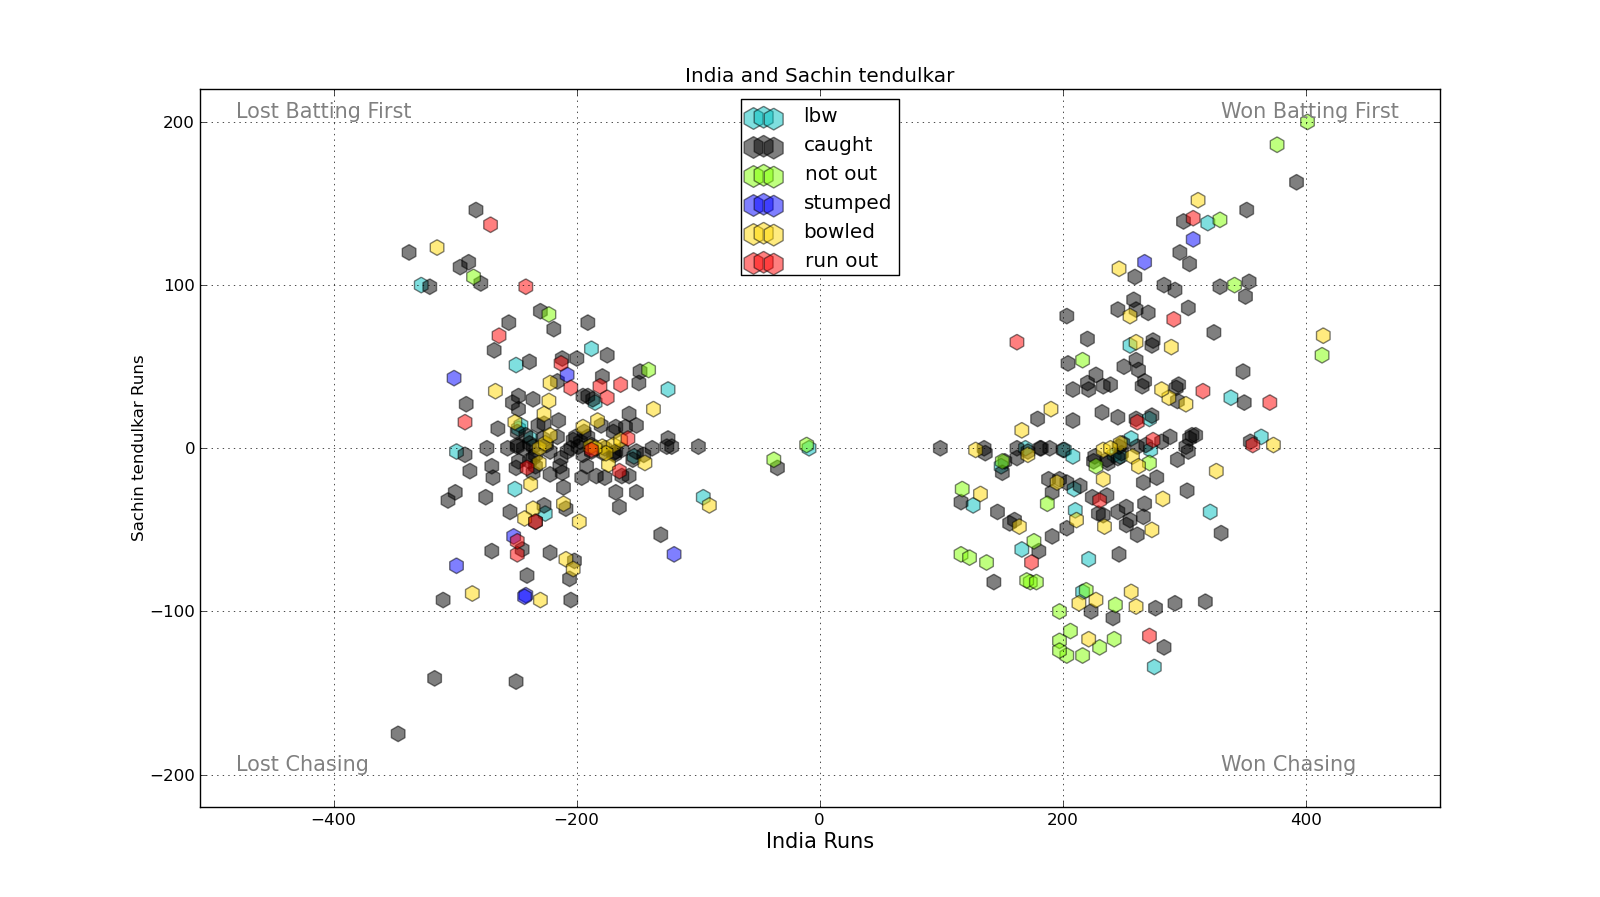 India and Sachin tendulkar
Lost Batting First
Won Batting First
lbw
caught
not out
stumped
bowled
run out
200
100
0
−100
−200
Sachin tendulkar Runs
Lost Chasing
Won Chasing
−400
−200
0
200
400
India Runs